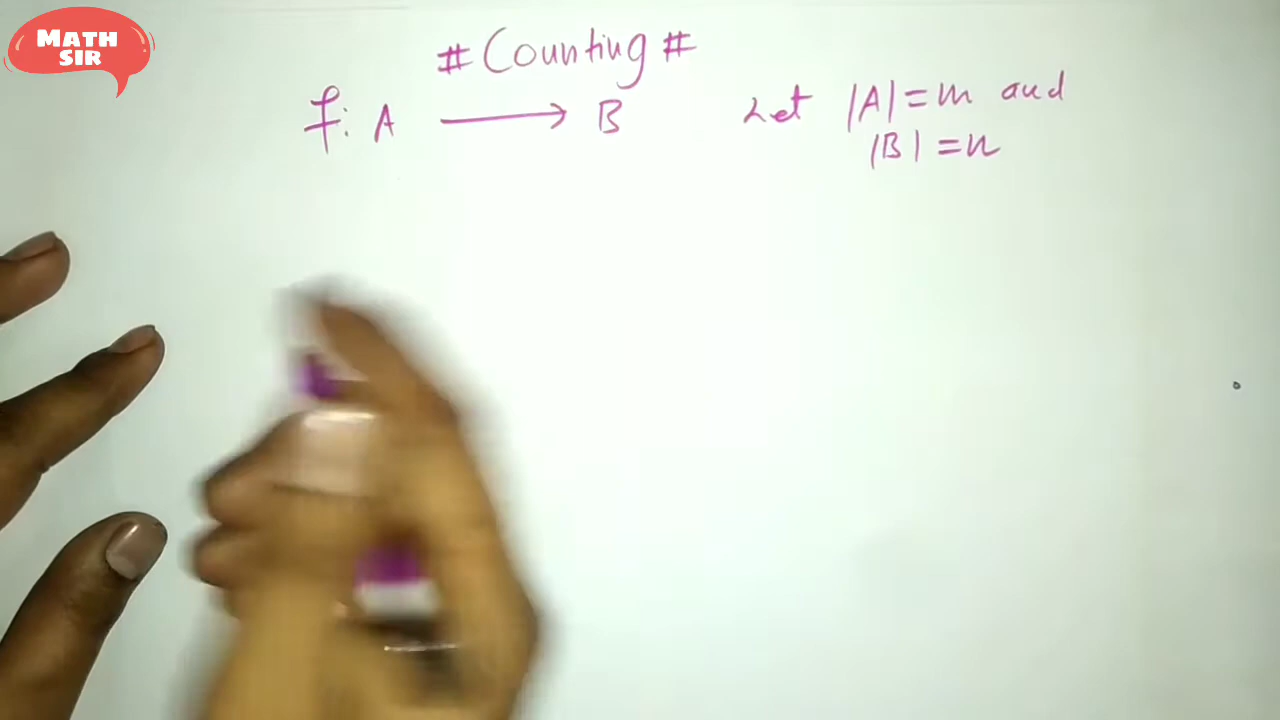 MATH
SIR
# Counting #
f: A ⟶ B Let |A| = m and
|B| = n